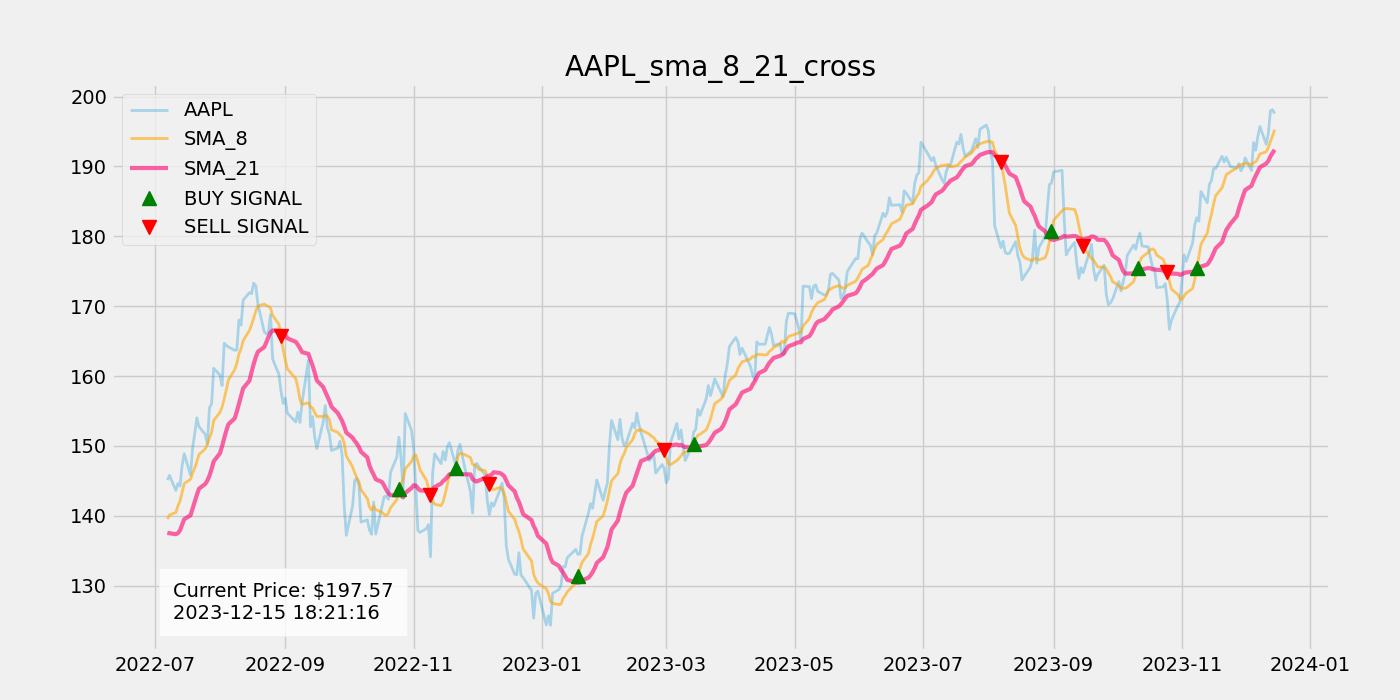 AAPL_sma_8_21_cross
200
190
180
170
160
150
140
130
AAPL
SMA_8
SMA_21
BUY SIGNAL
SELL SIGNAL
Current Price: $197.57
2023-12-15 18:21:16
2022-07 2022-09 2022-11 2023-01 2023-03 2023-05 2023-07 2023-09 2023-11 2024-01